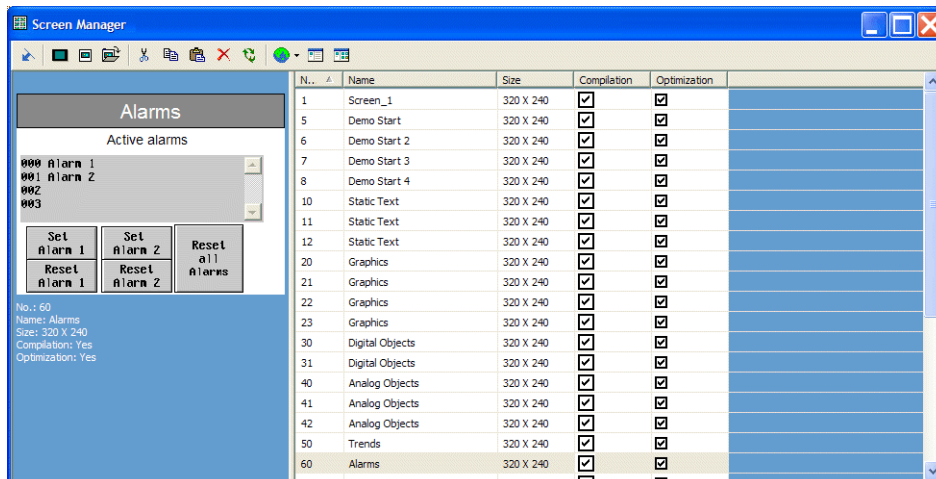 Screen Manager
N.. Name Size Compilation Optimization
Alarms
Active alarms
000 Alarm 1
001 Alarm 2
002
003
Set Alarm 1
Set Alarm 2
Reset all Alarms
Reset Alarm 1
Reset Alarm 2
No.: 60
Name: Alarms
Size: 320 X 240
Compilation: Yes
Optimization: Yes
1 Screen_1 320 X 240
5 Demo Start 320 X 240
6 Demo Start 2 320 X 240
7 Demo Start 3 320 X 240
8 Demo Start 4 320 X 240
10 Static Text 320 X 240
11 Static Text 320 X 240
12 Static Text 320 X 240
20 Graphics 320 X 240
21 Graphics 320 X 240
22 Graphics 320 X 240
23 Graphics 320 X 240
30 Digital Objects 320 X 240
31 Digital Objects 320 X 240
40 Analog Objects 320 X 240
41 Analog Objects 320 X 240
42 Analog Objects 320 X 240
50 Trends 320 X 240
60 Alarms 320 X 240